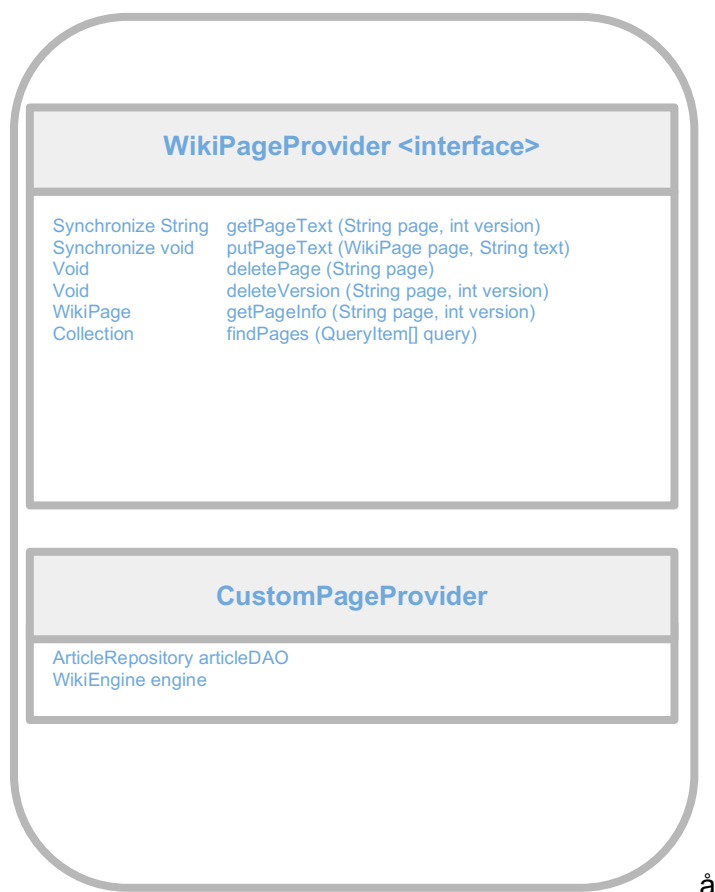 WikiPageProvider <interface>
Synchronize String getPageText (String page, int version)
Synchronize void putPageText (WikiPage page, String text)
Void deletePage (String page)
Void deleteVersion (String page, int version)
WikiPage getPageInfo (String page, int version)
Collection findPages (QueryItem[] query)
CustomPageProvider
ArticleRepository articleDAO
WikiEngine engine
å